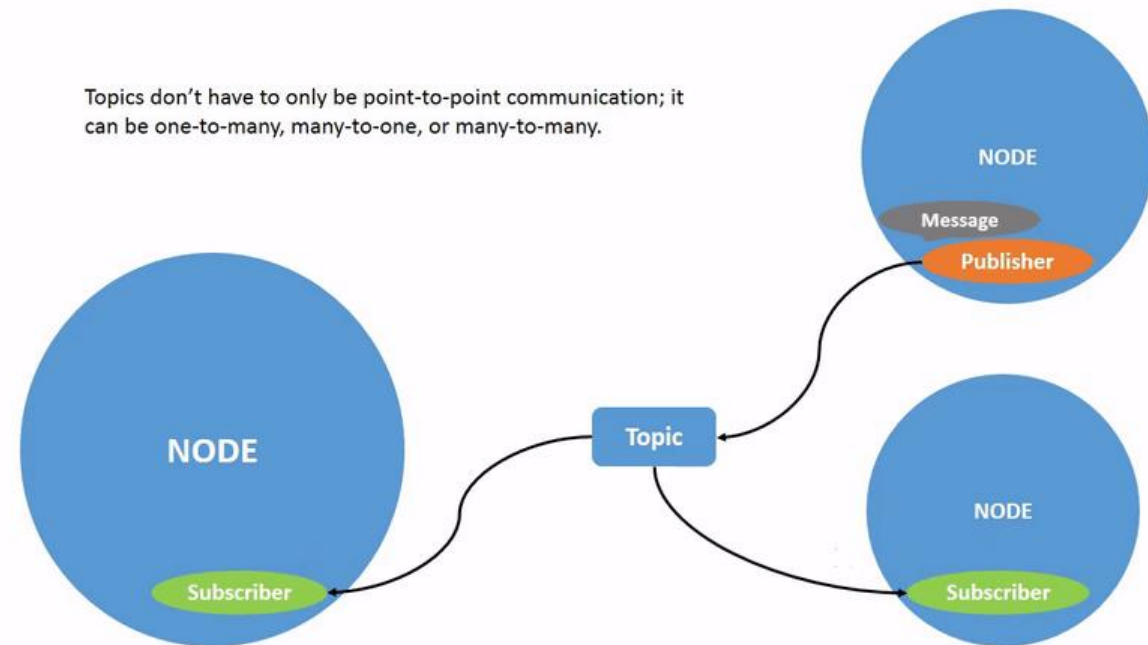 Topics don’t have to only be point-to-point communication; it
can be one-to-many, many-to-one, or many-to-many.
NODE
Message
Publisher
Topic
NODE
Subscriber
NODE
Subscriber